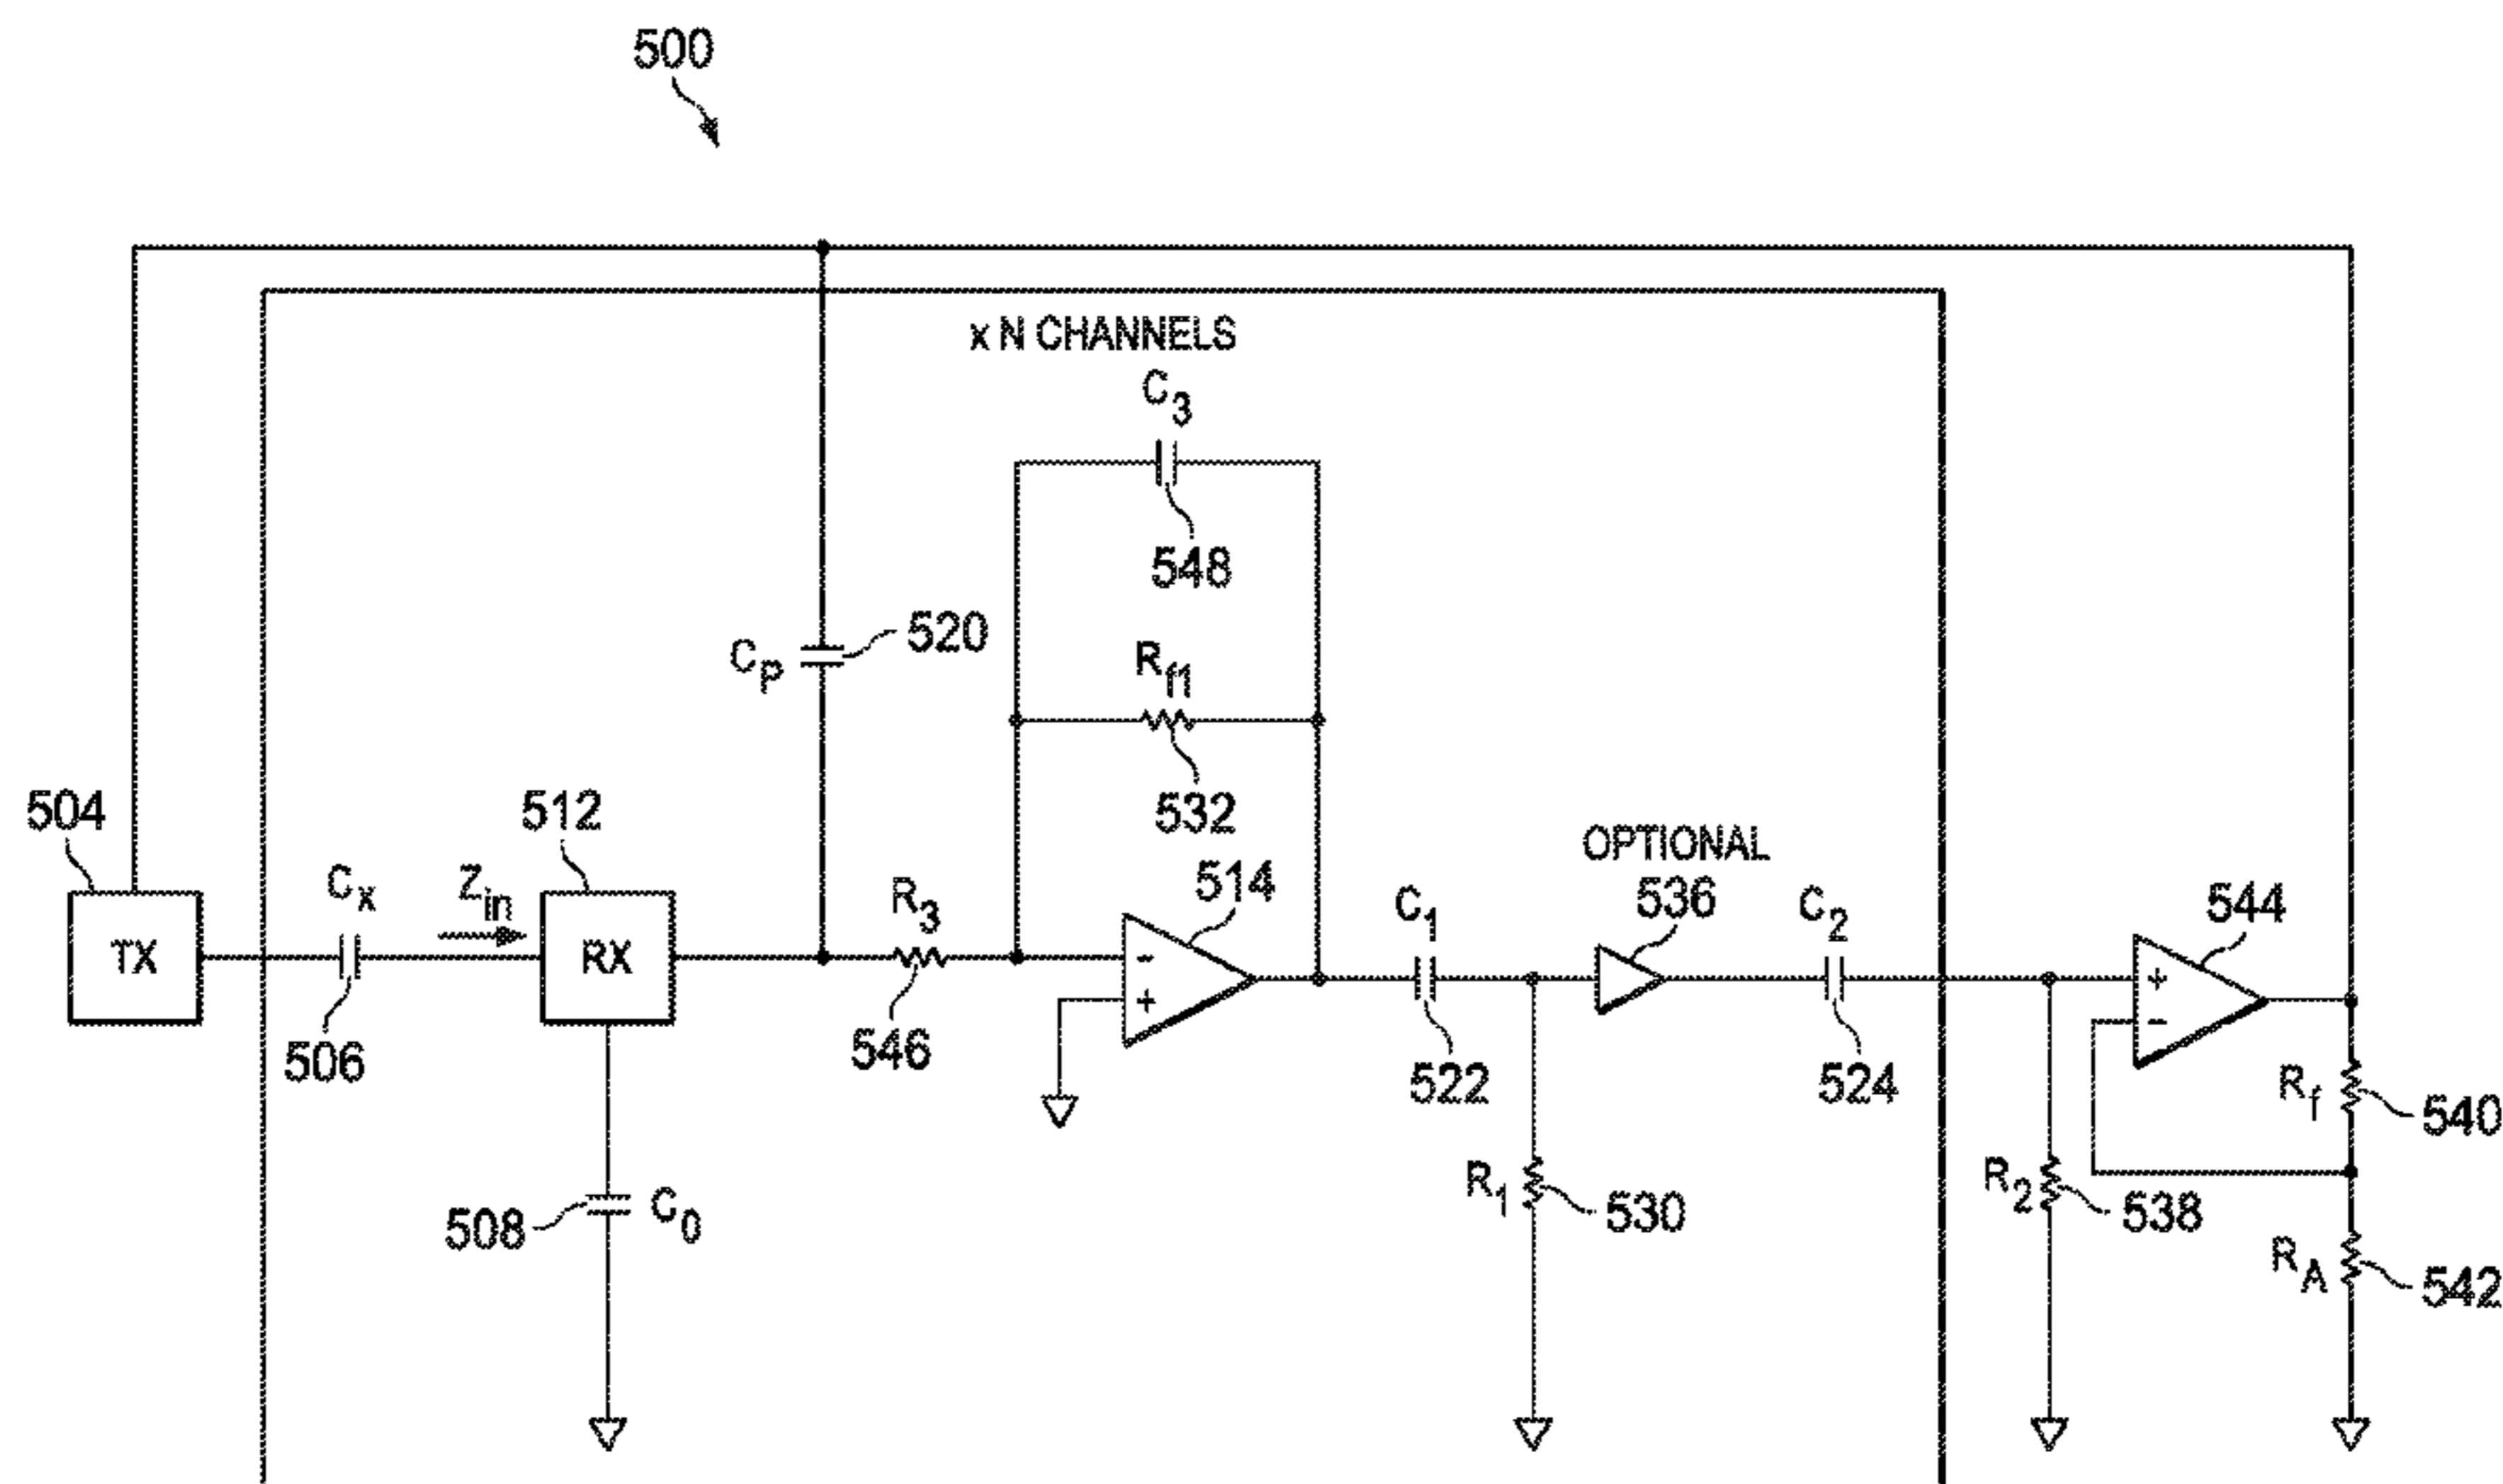 500
x N CHANNELS
C3
548
CP
520
Rf1
532
504
512
OPTIONAL
536
514
544
Cx
Zin
R3
C1
C2
TX
RX
-
+
+
-
506
546
522
524
Rf
540
508
C0
R1
530
R2
538
RA
542